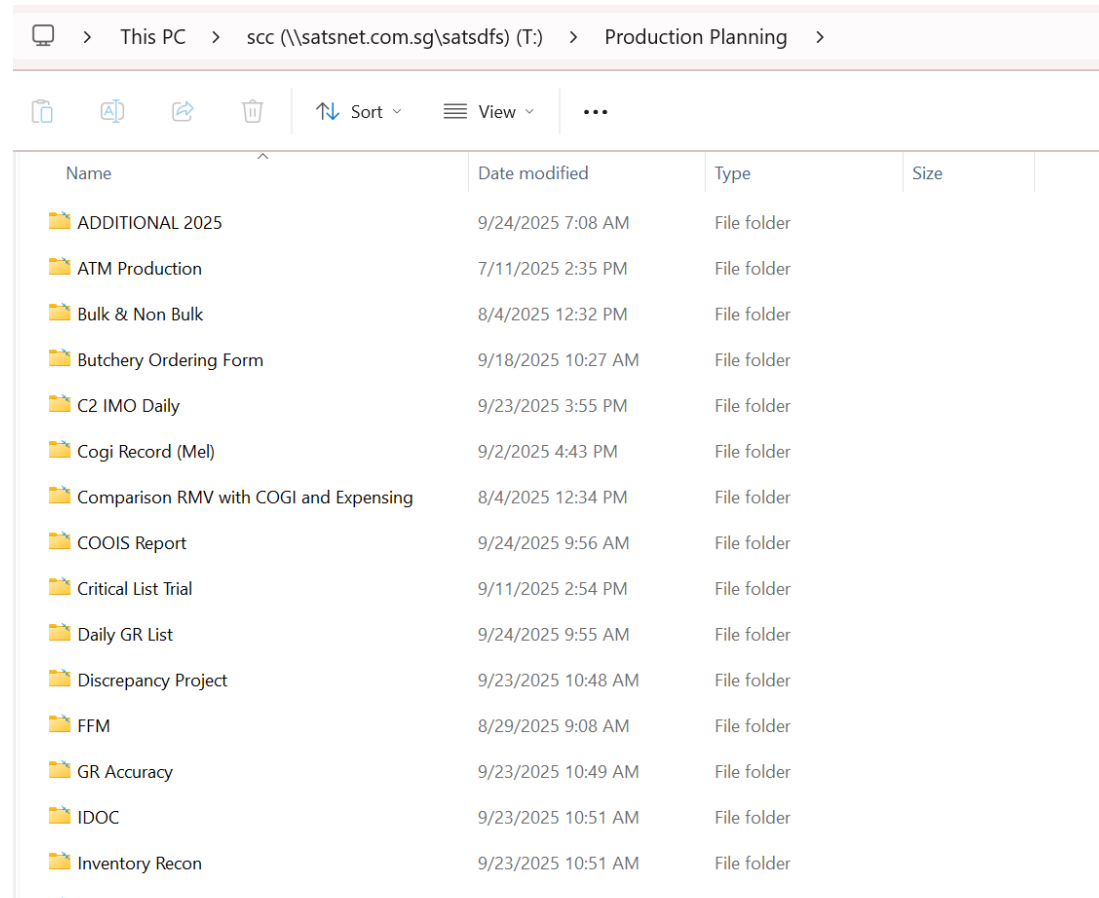 This PC > scc (\\satsnet.com.sg\satsdfs) (T:) > Production Planning >
Sort View
Name Date modified Type Size
ADDITIONAL 2025 9/24/2025 7:08 AM File folder
ATM Production 7/11/2025 2:35 PM File folder
Bulk & Non Bulk 8/4/2025 12:32 PM File folder
Butchery Ordering Form 9/18/2025 10:27 AM File folder
C2 IMO Daily 9/23/2025 3:55 PM File folder
Cogi Record (Mel) 9/2/2025 4:43 PM File folder
Comparison RMV with COGI and Expensing 8/4/2025 12:34 PM File folder
COOIS Report 9/24/2025 9:56 AM File folder
Critical List Trial 9/11/2025 2:54 PM File folder
Daily GR List 9/24/2025 9:55 AM File folder
Discrepancy Project 9/23/2025 10:48 AM File folder
FFM 8/29/2025 9:08 AM File folder
GR Accuracy 9/23/2025 10:49 AM File folder
IDOC 9/23/2025 10:51 AM File folder
Inventory Recon 9/23/2025 10:51 AM File folder